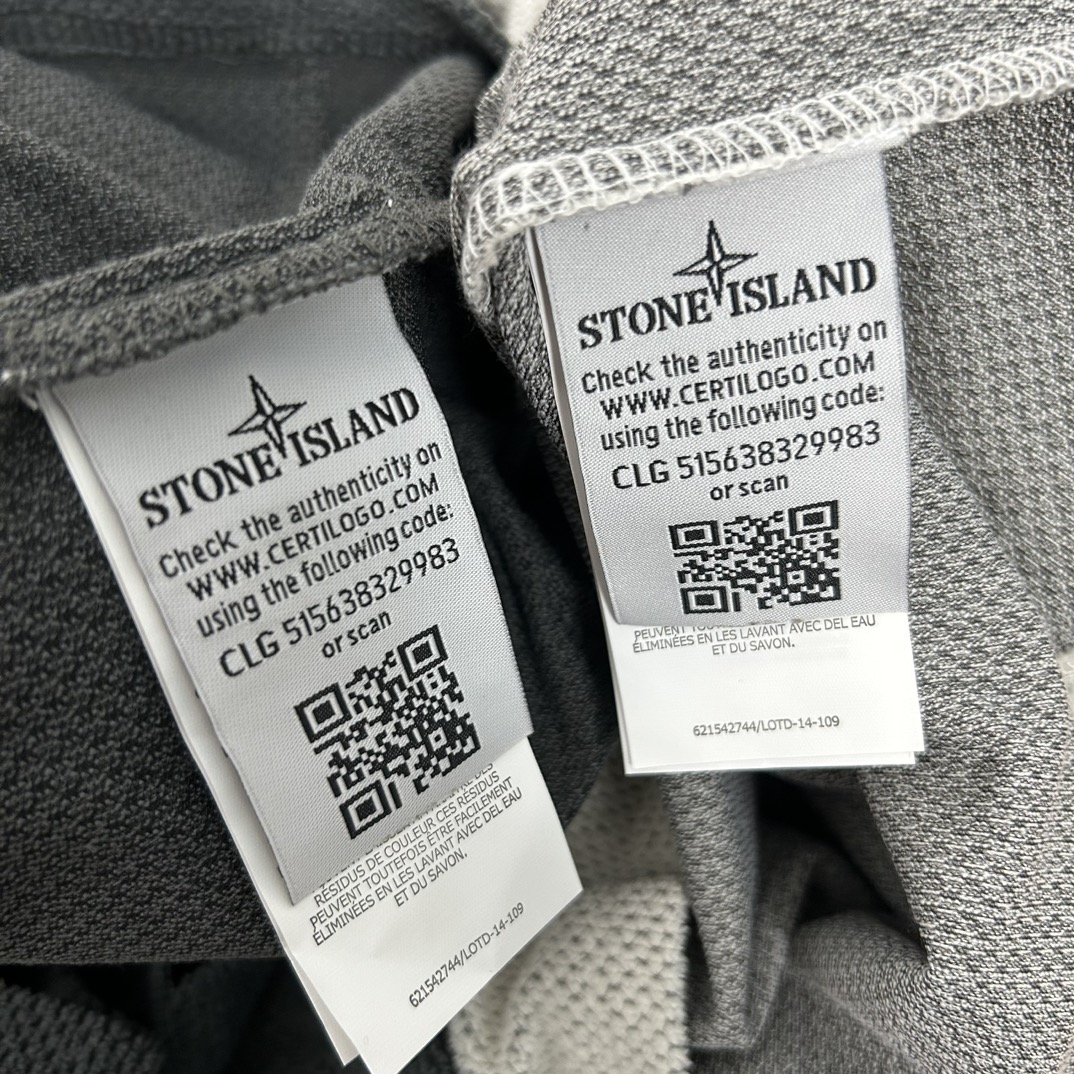 STONE ISLAND
Check the authenticity on
WWW.CERTILOGO.COM
using the following code:
CLG 515638329983
or scan
RÉSIDUS DE COULEUR CES RÉSIDUS
PEUVENT TOUTEFOIS ÊTRE FACILEMENT
ÉLIMINÉES EN LES LAVANT AVEC DEL EAU
ET DU SAVON.
621542744/LOTD-14-109
STONE ISLAND
Check the authenticity on
WWW.CERTILOGO.COM
using the following code:
CLG 515638329983
or scan
PEUVENT
ÉLIMINÉES EN LES LAVANT AVEC DEL EAU
ET DU SAVON.
621542744/LOTD-14-109